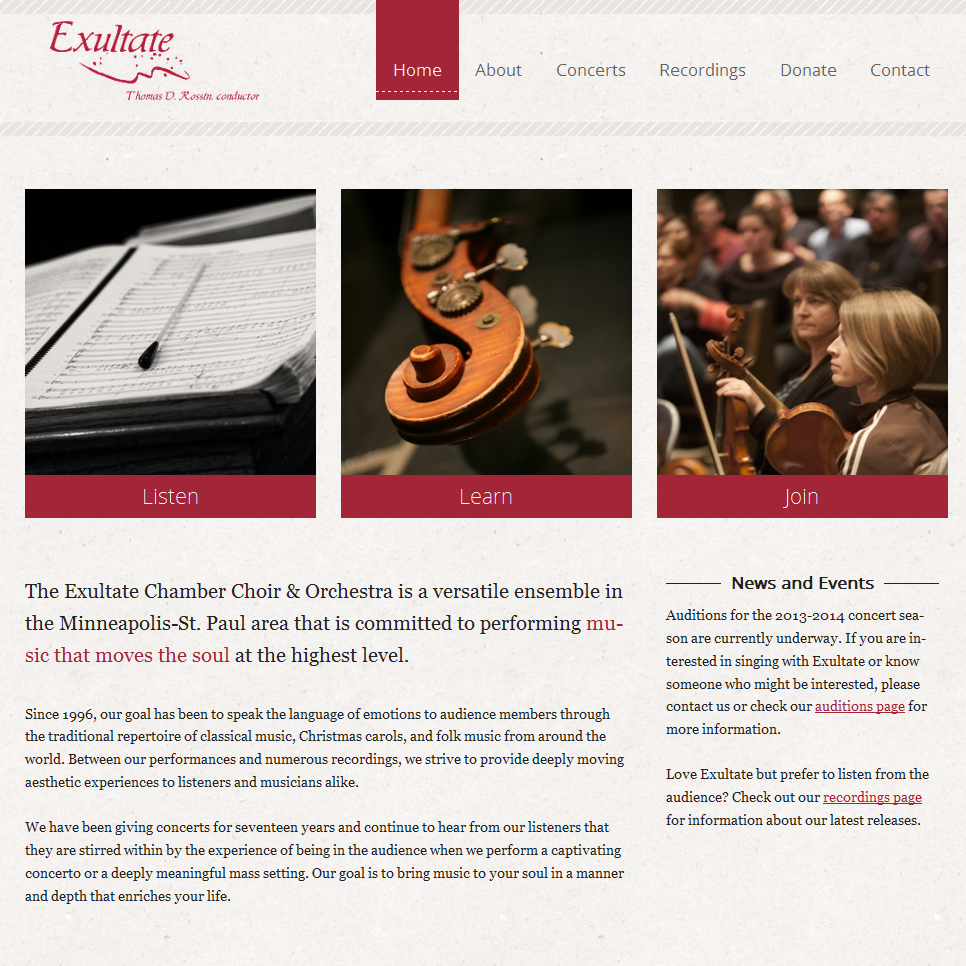 Exultate
Thomas D. Rossin, conductor
Home
About
Concerts
Recordings
Donate
Contact
Listen
Learn
Join
The Exultate Chamber Choir & Orchestra is a versatile ensemble in
the Minneapolis-St. Paul area that is committed to performing mu-
sic that moves the soul at the highest level.
Since 1996, our goal has been to speak the language of emotions to audience members through
the traditional repertoire of classical music, Christmas carols, and folk music from around the
world. Between our performances and numerous recordings, we strive to provide deeply moving
aesthetic experiences to listeners and musicians alike.
We have been giving concerts for seventeen years and continue to hear from our listeners that
they are stirred within by the experience of being in the audience when we perform a captivating
concerto or a deeply meaningful mass setting. Our goal is to bring music to your soul in a manner
and depth that enriches your life.
News and Events
Auditions for the 2013-2014 concert sea-
son are currently underway. If you are in-
terested in singing with Exultate or know
someone who might be interested, please
contact us or check our auditions page for
more information.
Love Exultate but prefer to listen from the
audience? Check out our recordings page
for information about our latest releases.